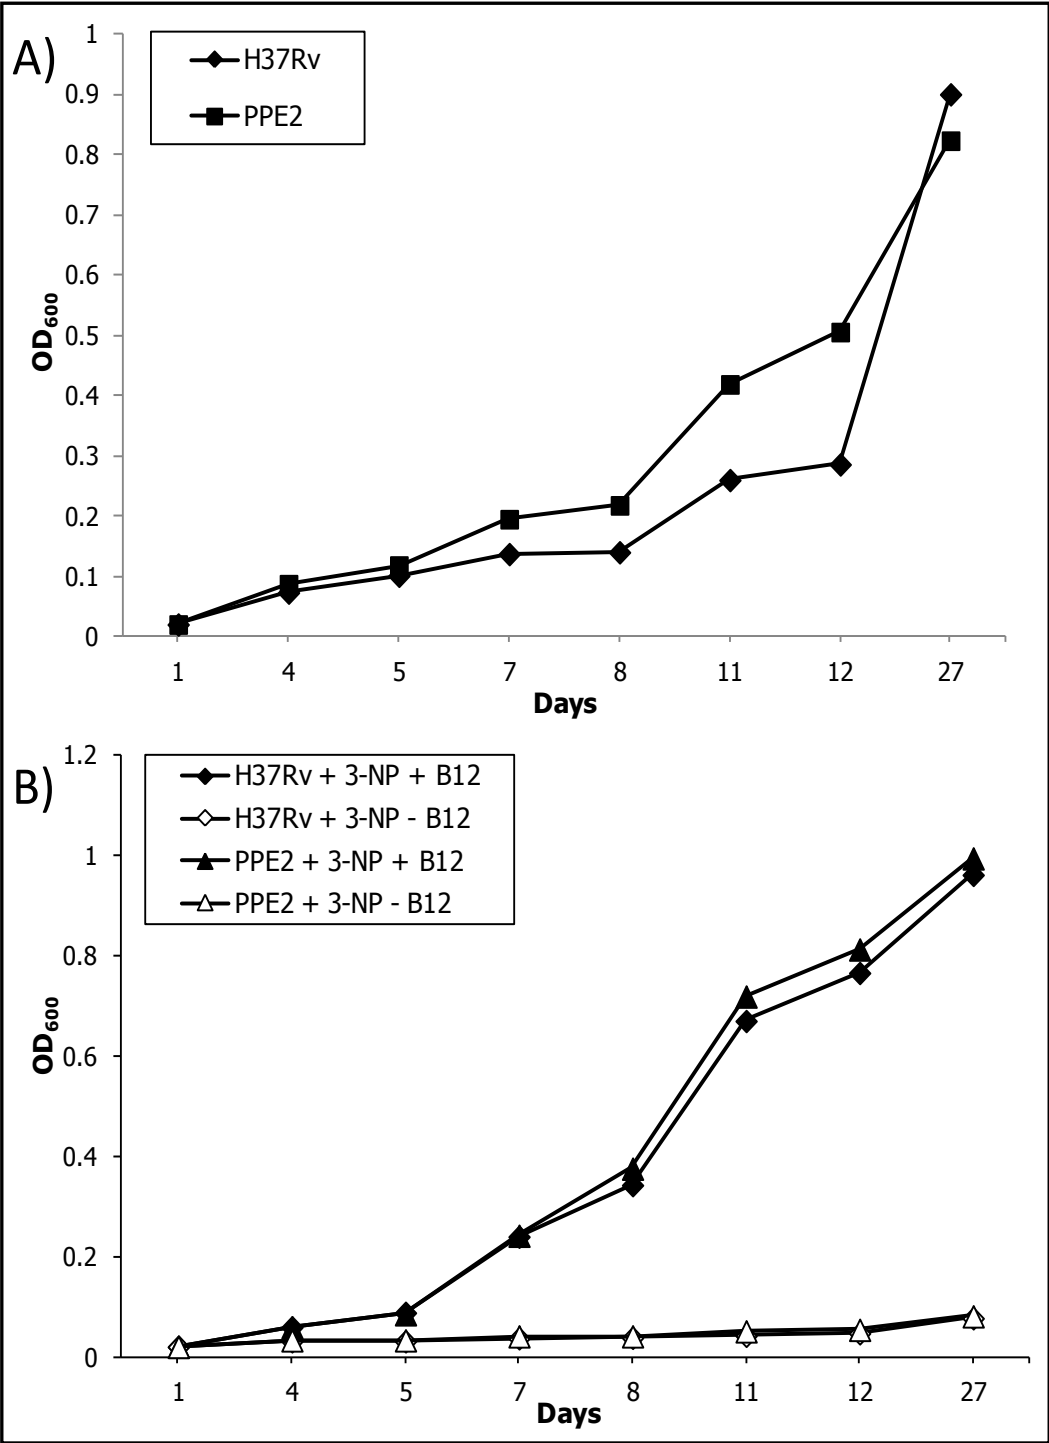 A)
H37Rv
PPE2
1
0.9
0.8
0.7
0.6
0.5
0.4
0.3
0.2
0.1
0
OD600
1 4 5 7 8 11 12 27
Days
B)
H37Rv + 3-NP + B12
H37Rv + 3-NP - B12
PPE2 + 3-NP + B12
PPE2 + 3-NP - B12
1.2
1
0.8
0.6
0.4
0.2
0
OD600
1 4 5 7 8 11 12 27
Days